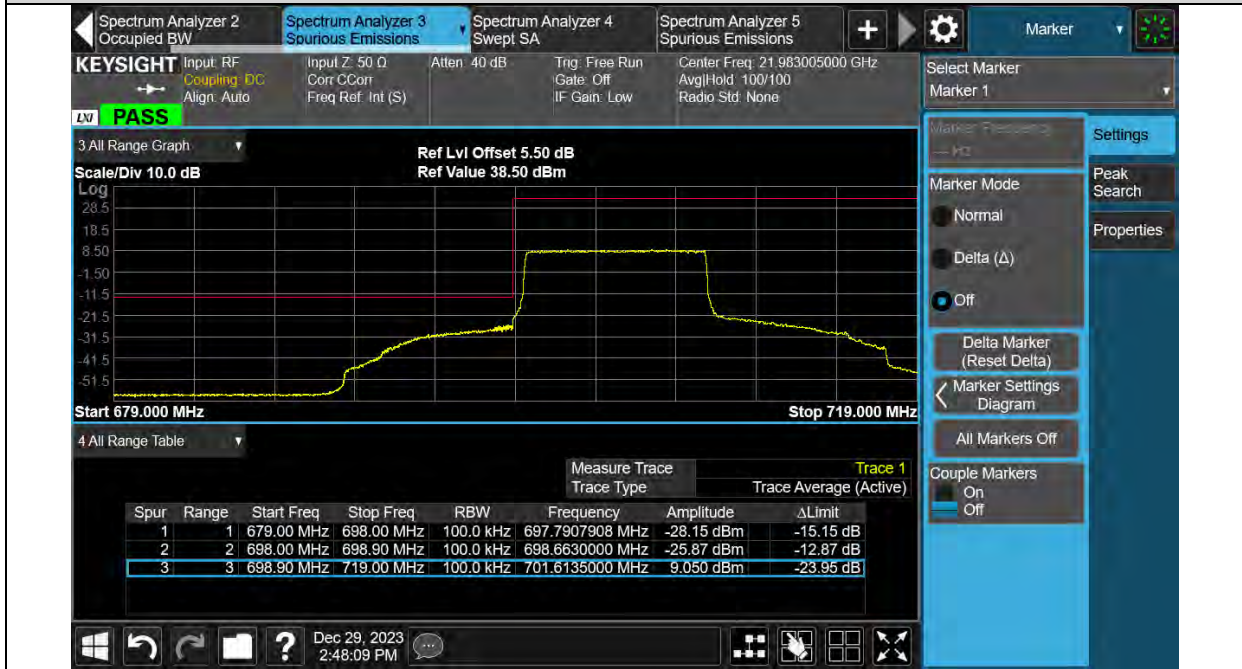 Spectrum Analyzer 2
Occupied BW
Spectrum Analyzer 3
Spurious Emissions
Spectrum Analyzer 4
Swept SA
Spectrum Analyzer 5
Spurious Emissions
+
Marker
KEYSIGHT
Input: RF
Coupling: DC
Align: Auto
Input Z: 50 Ω
Corr CCorr
Freq Ref: Int (S)
Atten: 40 dB
Trig: Free Run
Gate: Off
IF Gain: Low
Center Freq: 21.983005000 GHz
Avg|Hold: 100/100
Radio Std: None
LXI
PASS
Select Marker
Marker 1
Marker Frequency
--- Hz
Settings
Peak Search
Properties
Marker Mode
Normal
Delta (Δ)
Off
Delta Marker
(Reset Delta)
Marker Settings
Diagram
All Markers Off
Couple Markers
On
Off
3 All Range Graph
Scale/Div 10.0 dB
Ref Lvl Offset 5.50 dB
Ref Value 38.50 dBm
Log
28.5
18.5
8.50
-1.50
-11.5
-21.5
-31.5
-41.5
-51.5
Start 679.000 MHz
Stop 719.000 MHz
4 All Range Table
Measure Trace Trace 1
Trace Type Trace Average (Active)
Spur Range Start Freq Stop Freq RBW Frequency Amplitude ΔLimit
1 1 679.00 MHz 698.00 MHz 100.0 kHz 697.7907908 MHz -28.15 dBm -15.15 dB
2 2 698.00 MHz 698.90 MHz 100.0 kHz 698.6630000 MHz -25.87 dBm -12.87 dB
3 3 698.90 MHz 719.00 MHz 100.0 kHz 701.6135000 MHz 9.050 dBm -23.95 dB
?
Dec 29, 2023
2:48:09 PM